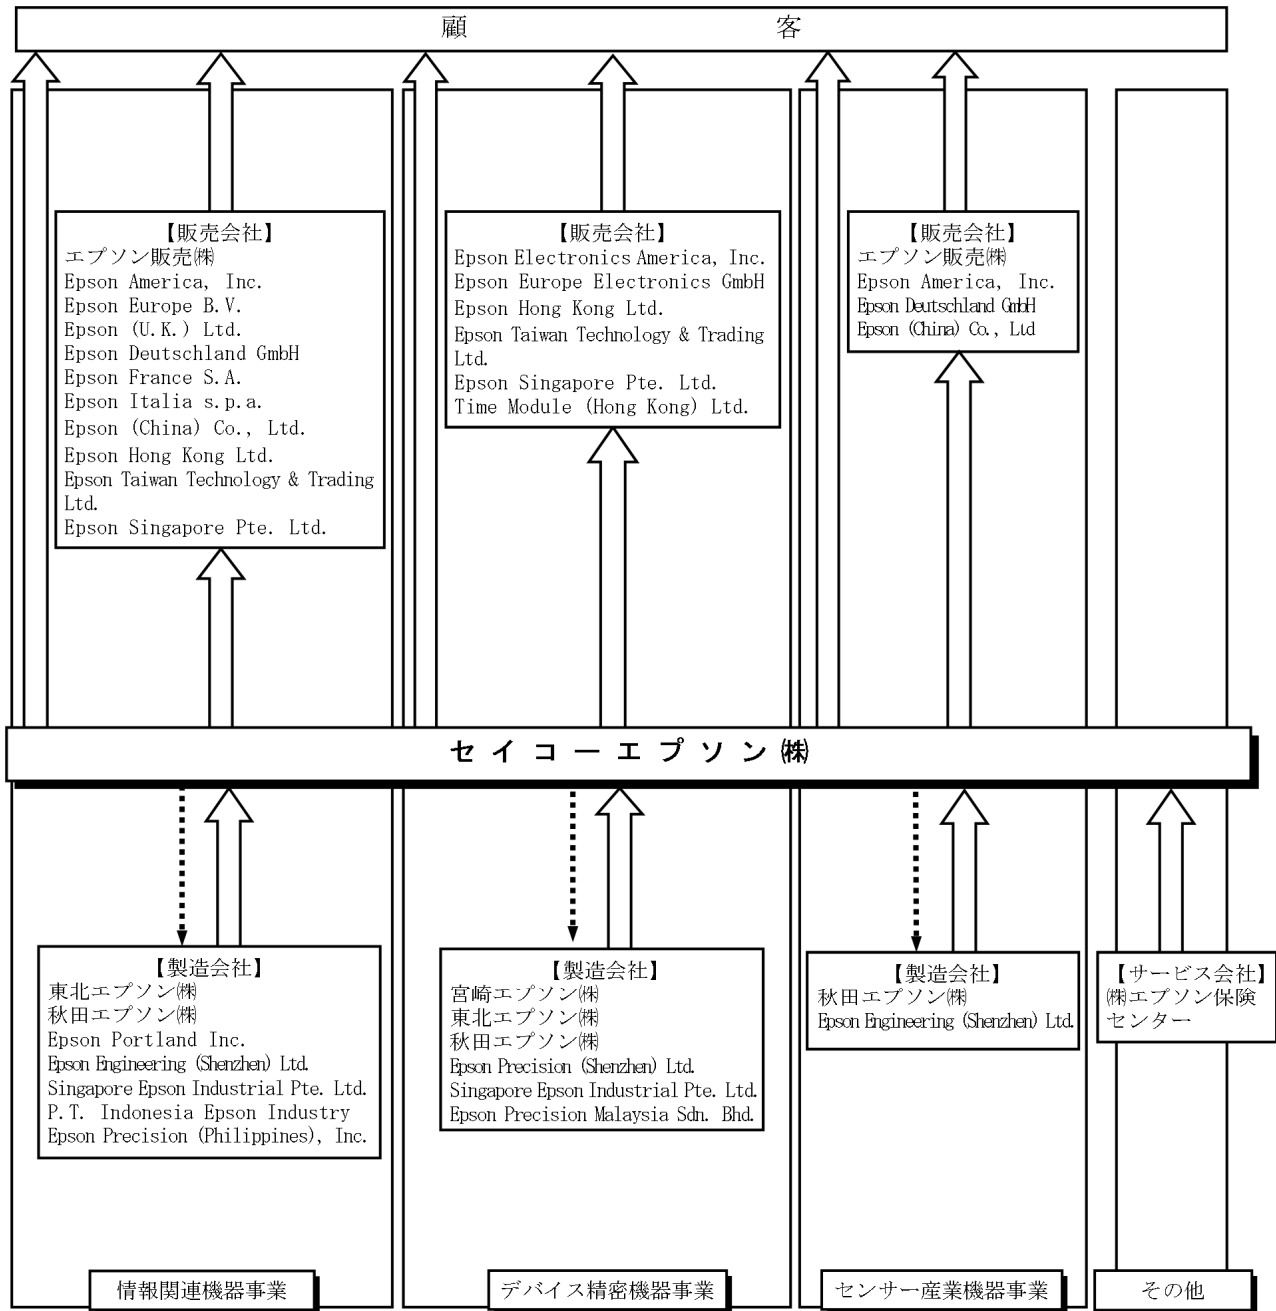 顧客
【販売会社】
エプソン販売㈱
Epson America, Inc.
Epson Europe B.V.
Epson (U.K.) Ltd.
Epson Deutschland GmbH
Epson France S.A.
Epson Italia s.p.a.
Epson (China) Co., Ltd.
Epson Hong Kong Ltd.
Epson Taiwan Technology & Trading
Ltd.
Epson Singapore Pte. Ltd.
【販売会社】
Epson Electronics America, Inc.
Epson Europe Electronics GmbH
Epson Hong Kong Ltd.
Epson Taiwan Technology & Trading
Ltd.
Epson Singapore Pte. Ltd.
Time Module (Hong Kong) Ltd.
【販売会社】
エプソン販売㈱
Epson America, Inc.
Epson Deutschland GmbH
Epson (China) Co., Ltd
セイコーエプソン㈱
【製造会社】
東北エプソン㈱
秋田エプソン㈱
Epson Portland Inc.
Epson Engineering (Shenzhen) Ltd.
Singapore Epson Industrial Pte. Ltd.
P.T. Indonesia Epson Industry
Epson Precision (Philippines), Inc.
【製造会社】
宮崎エプソン㈱
東北エプソン㈱
秋田エプソン㈱
Epson Precision (Shenzhen) Ltd.
Singapore Epson Industrial Pte. Ltd.
Epson Precision Malaysia Sdn. Bhd.
【製造会社】
秋田エプソン㈱
Epson Engineering (Shenzhen) Ltd.
【サービス会社】
㈱エプソン保険
センター
情報関連機器事業
デバイス精密機器事業
センサー産業機器事業
その他